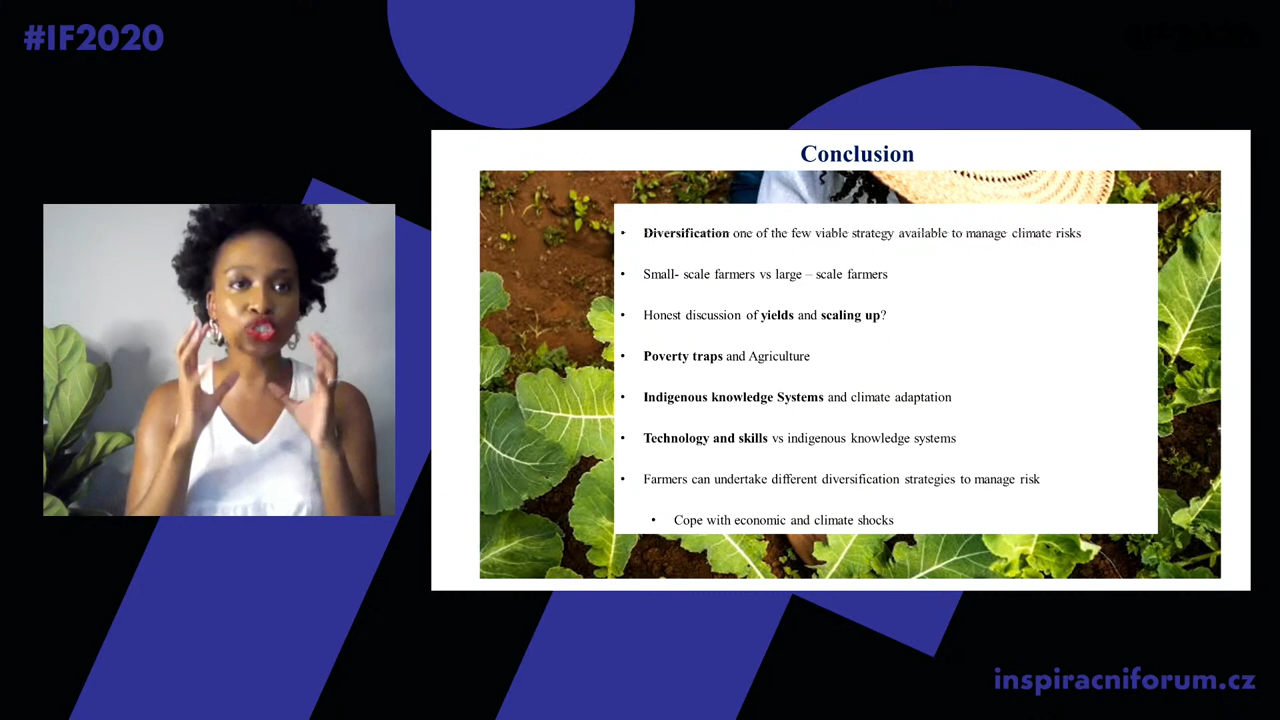 #IF2020
Conclusion
• Diversification one of the few viable strategy available to manage climate risks
• Small- scale farmers vs large – scale farmers
• Honest discussion of yields and scaling up?
• Poverty traps and Agriculture
• Indigenous knowledge Systems and climate adaptation
• Technology and skills vs indigenous knowledge systems
• Farmers can undertake different diversification strategies to manage risk
• Cope with economic and climate shocks
inspiracniforum.cz